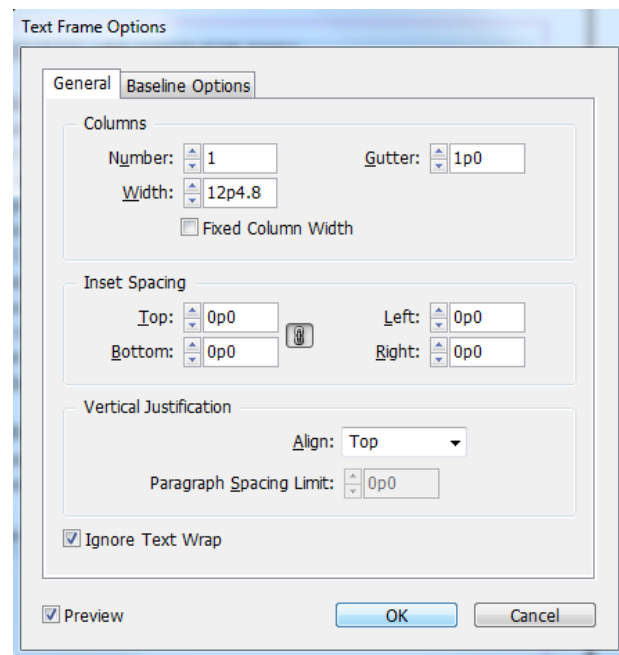 Text Frame Options
General Baseline Options
Columns
Number: 1 Gutter: 1p0
Width: 12p4.8
Fixed Column Width
Inset Spacing
Top: 0p0 Left: 0p0
Bottom: 0p0 Right: 0p0
Vertical Justification
Align: Top
Paragraph Spacing Limit: 0p0
Ignore Text Wrap
Preview OK Cancel